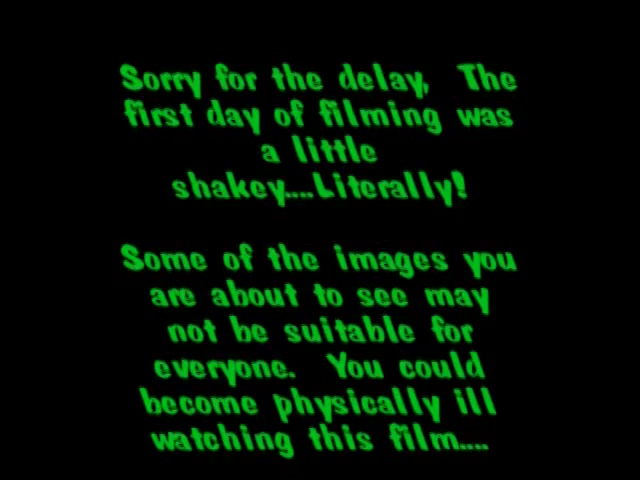 Sorry for the delay,  The
first day of filming was
a little
shakey....Literally!
Some of the images you
are about to see may
not be suitable for
everyone.  You could
become physically ill
watching this film....